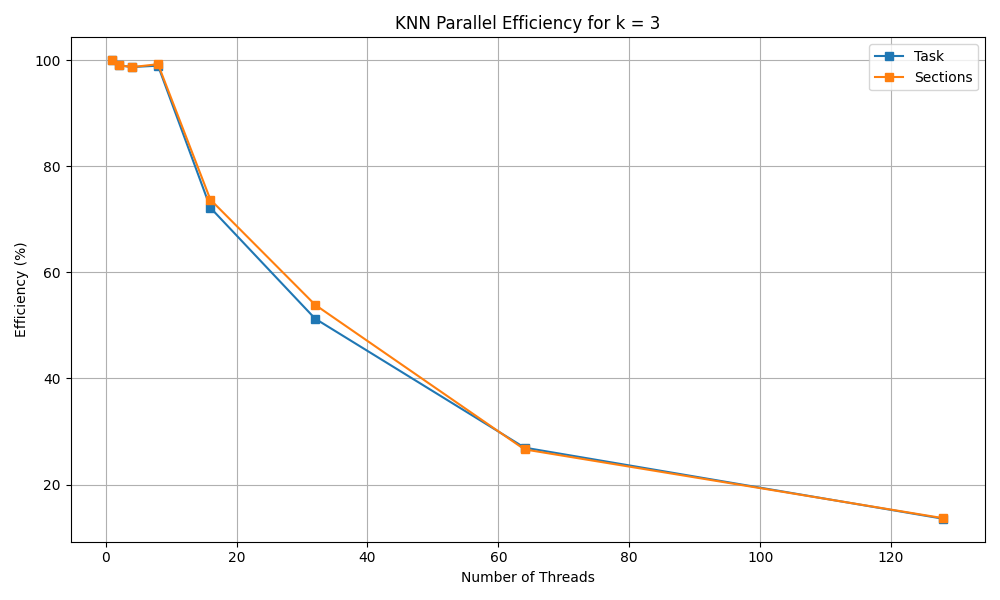 KNN Parallel Efficiency for k = 3
Task
Sections
Efficiency (%)
100
80
60
40
20
0
20
40
60
80
100
120
Number of Threads